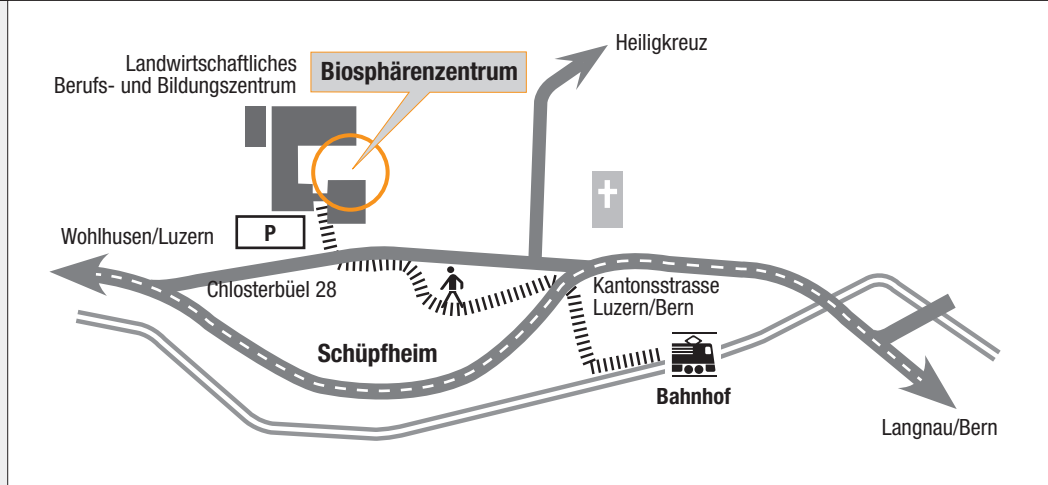 Heiligkreuz
Landwirtschaftliches
Berufs- und Bildungszentrum
Biosphärenzentrum
P
Wohlhusen/Luzern
Chlosterbüel 28
Kantonsstrasse
Luzern/Bern
Schüpfheim
Bahnhof
Langnau/Bern